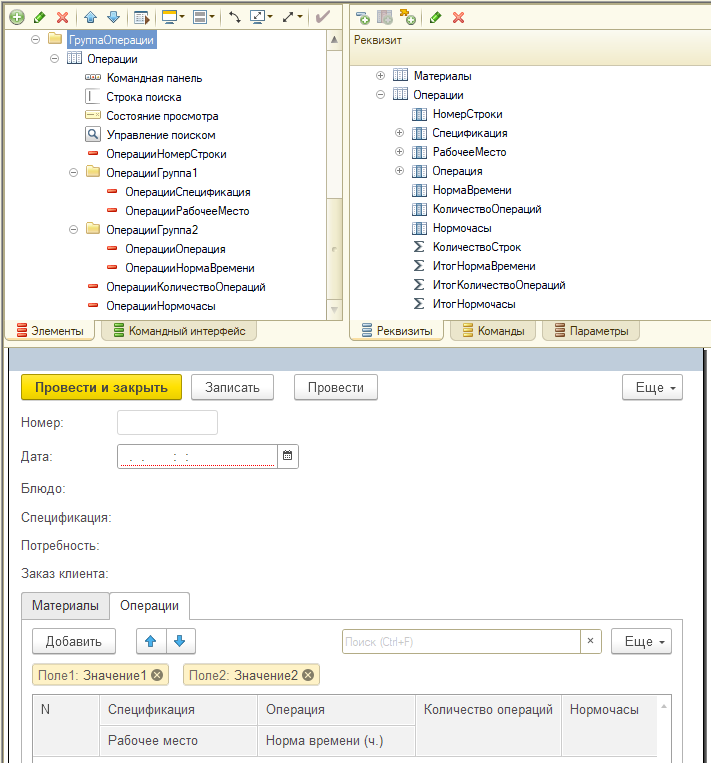 ГруппаОперации
Операции
Командная панель
Строка поиска
Состояние просмотра
Управление поиском
ОперацииНомерСтроки
ОперацииГруппа1
ОперацииСпецификация
ОперацииРабочееМесто
ОперацииГруппа2
ОперацииОперация
ОперацииНормаВремени
ОперацииКоличествоОпераций
ОперацииНормочасы
Элементы
Командный интерфейс
Реквизит
Материалы
Операции
НомерСтроки
Спецификация
РабочееМесто
Операция
НормаВремени
КоличествоОпераций
Нормочасы
КоличествоСтрок
ИтогНормаВремени
ИтогКоличествоОпераций
ИтогНормочасы
Реквизиты
Команды
Параметры
Провести и закрыть
Записать
Провести
Еще
Номер:
Дата:
. . : :
Блюдо:
Спецификация:
Потребность:
Заказ клиента:
Материалы
Операции
Добавить
Поиск (Ctrl+F)
×
Еще
Поле1: Значение1
Поле2: Значение2
N
Спецификация
Операция
Количество операций
Нормочасы
Рабочее место
Норма времени (ч.)